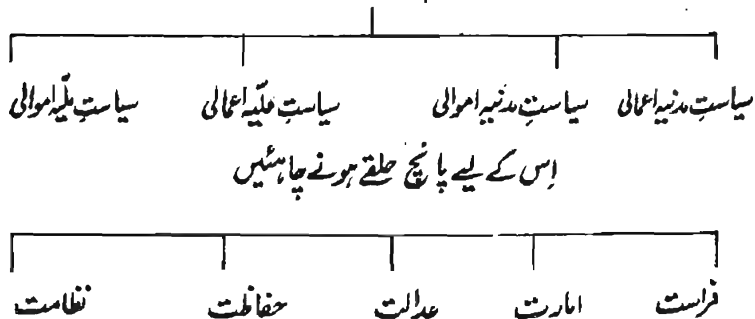 سیاستِ مدنیہ اعمالی سیاستِ مدنیہ اموالی سیاستِ ملّیہ اعمالی سیاستِ ملّیہ اموالی
اِس کے لیے پانچ حلقے ہونے چاہئیں
فراست امارت عدالت حفاظت نظامت